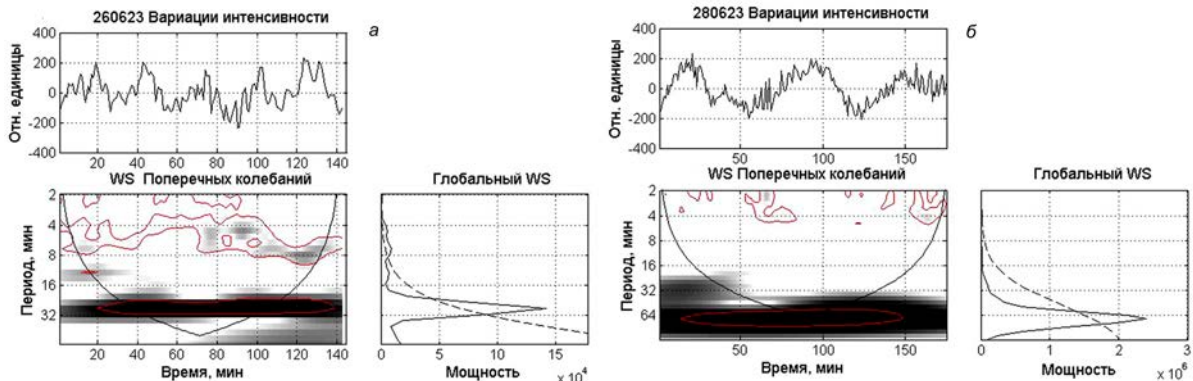 260623 Вариации интенсивности
а
Отн. единицы
400
200
0
-200
-400
20 40 60 80 100 120 140
WS Поперечных колебаний
Период, мин
2
4
8
16
32
20 40 60 80 100 120 140
Время, мин
Глобальный WS
0 5 10 15
Мощность
x 10^4
280623 Вариации интенсивности
б
Отн. единицы
400
200
0
-200
-400
50 100 150
WS Поперечных колебаний
Период, мин
2
4
8
16
32
64
50 100 150
Время, мин
Глобальный WS
0 1 2 3
Мощность
x 10^6